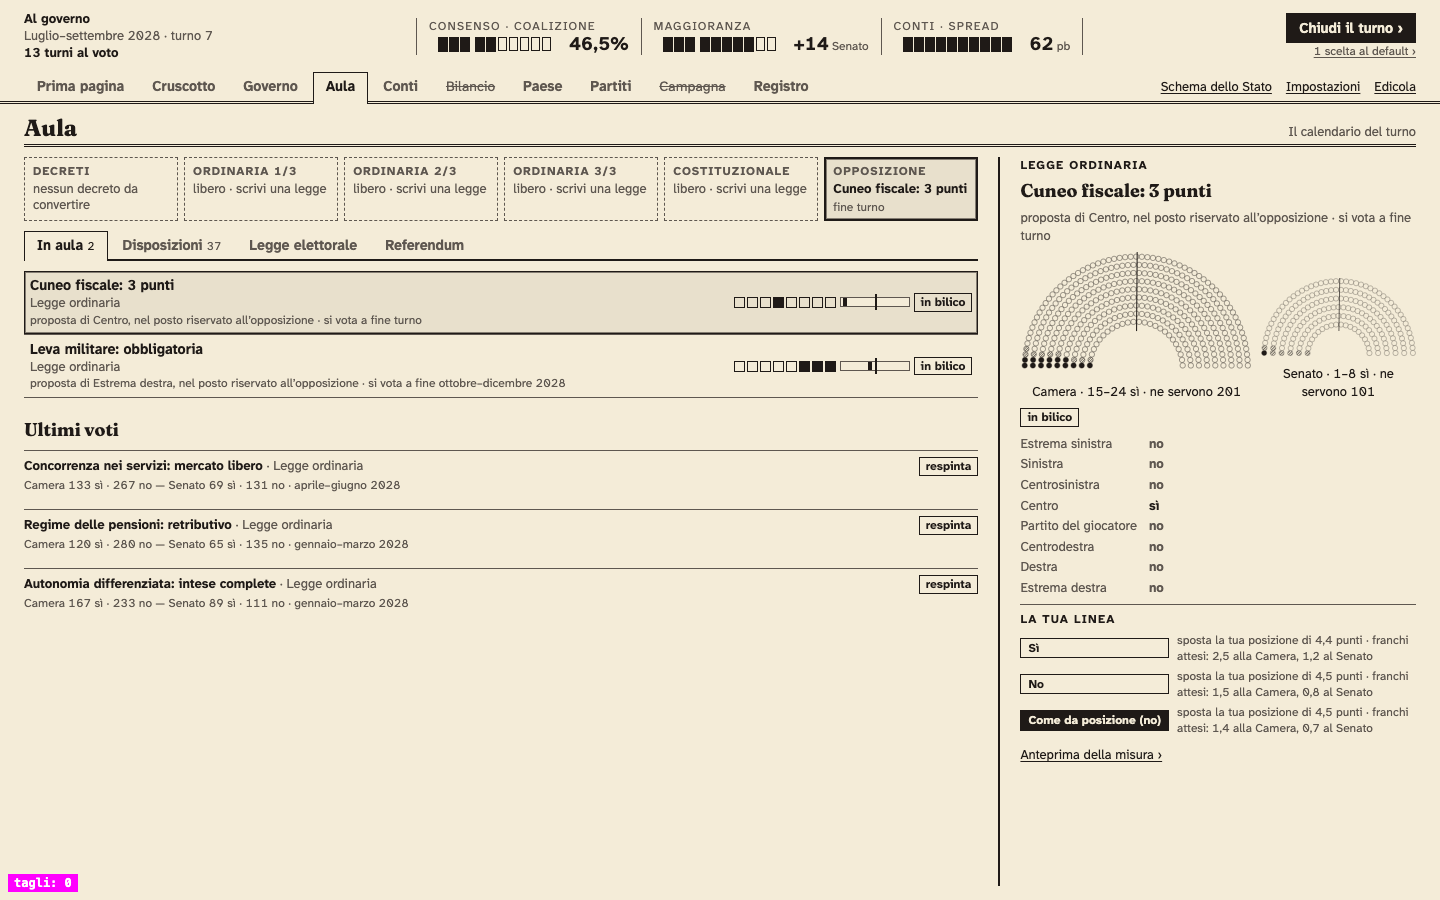 Al governo
Luglio–settembre 2028 · turno 7
13 turni al voto
CONSENSO · COALIZIONE
46,5%
MAGGIORANZA
+14 Senato
CONTI · SPREAD
62 pb
Chiudi il turno ›
1 scelta al default ›
Prima pagina
Cruscotto
Governo
Aula
Conti
Bilancio
Paese
Partiti
Campagna
Registro
Schema dello Stato
Impostazioni
Edicola
Aula
Il calendario del turno
DECRETI
nessun decreto da
convertire
ORDINARIA 1/3
libero · scrivi una legge
ORDINARIA 2/3
libero · scrivi una legge
ORDINARIA 3/3
libero · scrivi una legge
COSTITUZIONALE
libero · scrivi una legge
OPPOSIZIONE
Cuneo fiscale: 3 punti
fine turno
In aula 2
Disposizioni 37
Legge elettorale
Referendum
Cuneo fiscale: 3 punti
Legge ordinaria
proposta di Centro, nel posto riservato all’opposizione · si vota a fine turno
in bilico
Leva militare: obbligatoria
Legge ordinaria
proposta di Estrema destra, nel posto riservato all’opposizione · si vota a fine ottobre–dicembre 2028
in bilico
Ultimi voti
Concorrenza nei servizi: mercato libero · Legge ordinaria
Camera 133 sì · 267 no — Senato 69 sì · 131 no · aprile–giugno 2028
respinta
Regime delle pensioni: retributivo · Legge ordinaria
Camera 120 sì · 280 no — Senato 65 sì · 135 no · gennaio–marzo 2028
respinta
Autonomia differenziata: intese complete · Legge ordinaria
Camera 167 sì · 233 no — Senato 89 sì · 111 no · gennaio–marzo 2028
respinta
LEGGE ORDINARIA
Cuneo fiscale: 3 punti
proposta di Centro, nel posto riservato all’opposizione · si vota a fine
turno
Camera · 15–24 sì · ne servono 201
Senato · 1–8 sì · ne
servono 101
in bilico
Estrema sinistra no
Sinistra no
Centrosinistra no
Centro sì
Partito del giocatore no
Centrodestra no
Destra no
Estrema destra no
LA TUA LINEA
Sì
sposta la tua posizione di 4,4 punti · franchi
attesi: 2,5 alla Camera, 1,2 al Senato
No
sposta la tua posizione di 4,5 punti · franchi
attesi: 1,5 alla Camera, 0,8 al Senato
Come da posizione (no)
sposta la tua posizione di 4,5 punti · franchi
attesi: 1,4 alla Camera, 0,7 al Senato
Anteprima della misura ›
tagli: 0